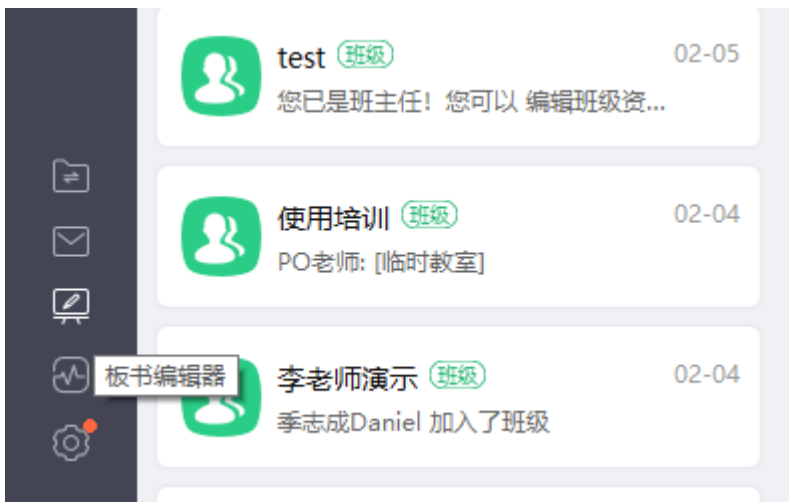 test 班级 02-05
您已是班主任！您可以 编辑班级资...
使用培训 班级 02-04
PO老师: [临时教室]
板书编辑器
李老师演示 班级 02-04
季志成Daniel 加入了班级